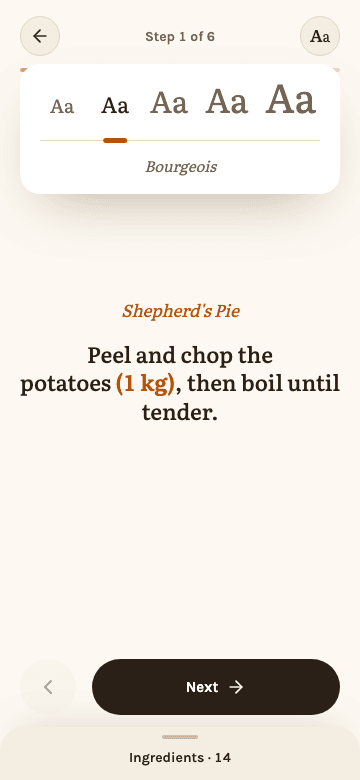 Step 1 of 6
Aa
Aa Aa Aa Aa Aa
Bourgeois
Shepherd's Pie
Peel and chop the
potatoes (1 kg), then boil until
tender.
Next
Ingredients · 14